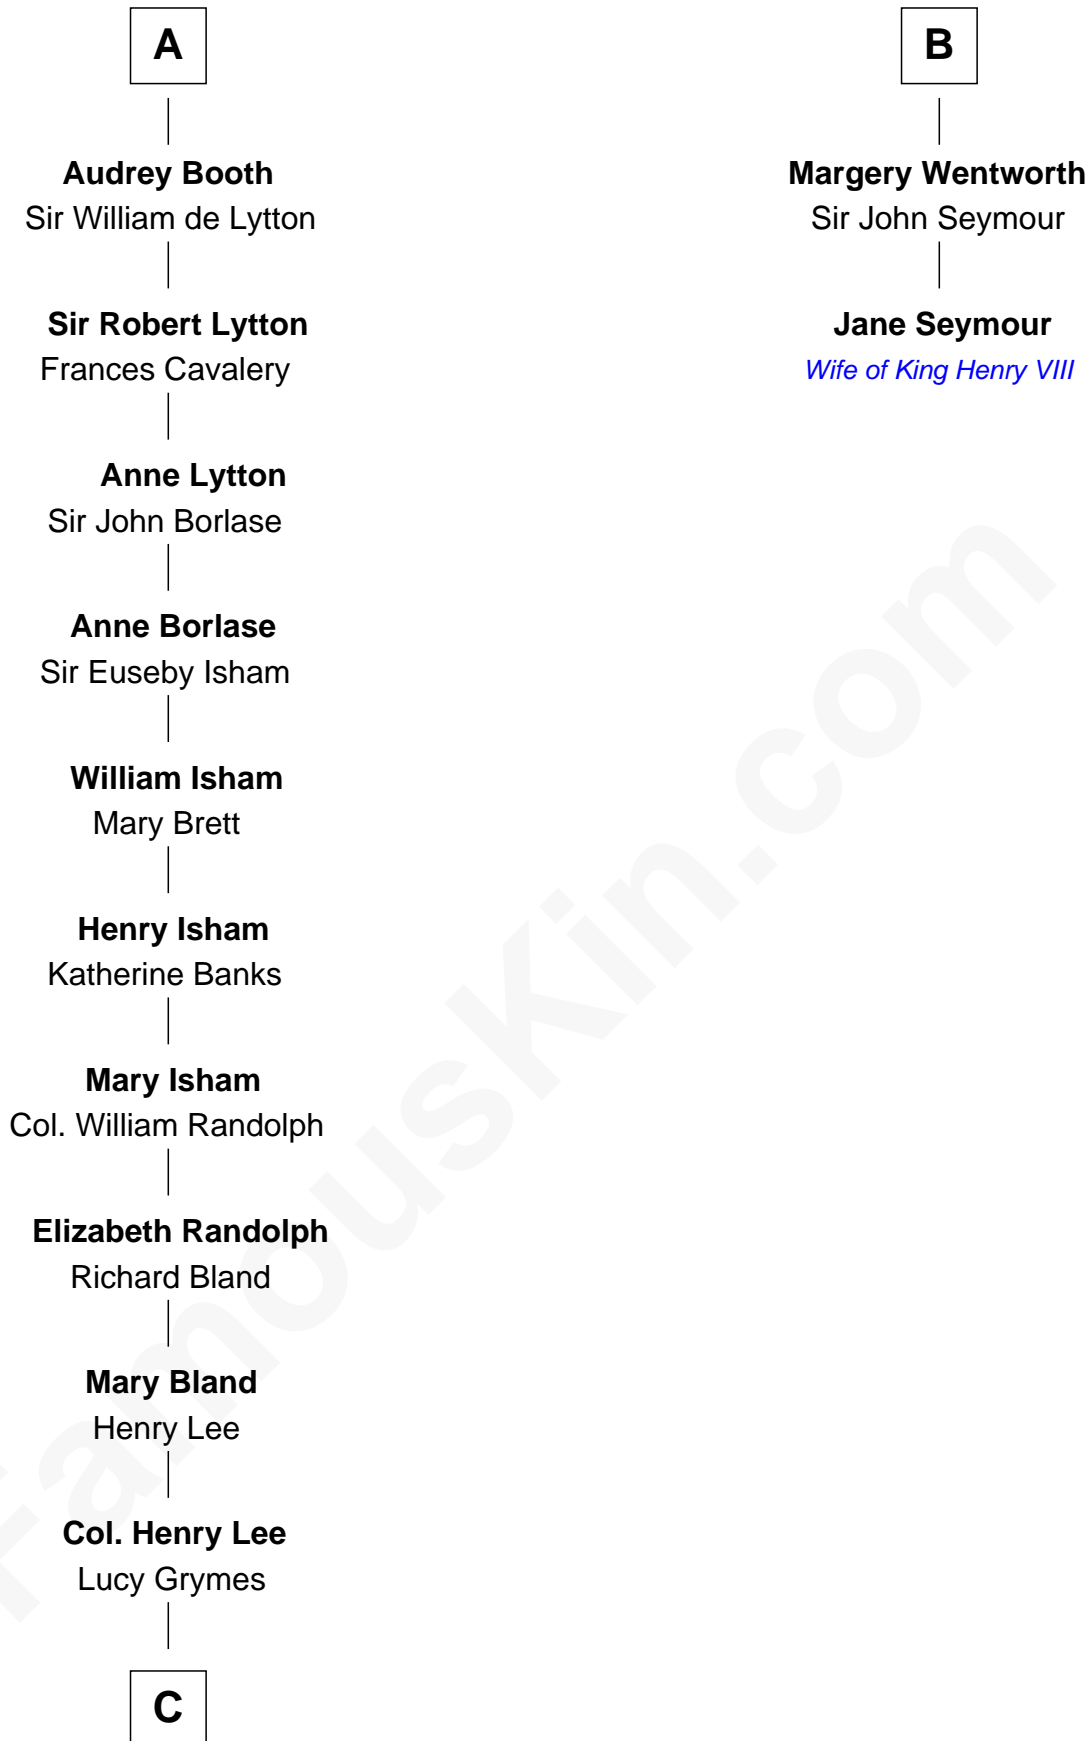 A
Audrey Booth
Sir William de Lytton
Sir Robert Lytton
Frances Cavalery
Anne Lytton
Sir John Borlase
Anne Borlase
Sir Euseby Isham
William Isham
Mary Brett
Henry Isham
Katherine Banks
Mary Isham
Col. William Randolph
Elizabeth Randolph
Richard Bland
Mary Bland
Henry Lee
Col. Henry Lee
Lucy Grymes
C
B
Margery Wentworth
Sir John Seymour
Jane Seymour
Wife of King Henry VIII
FamousKin.com